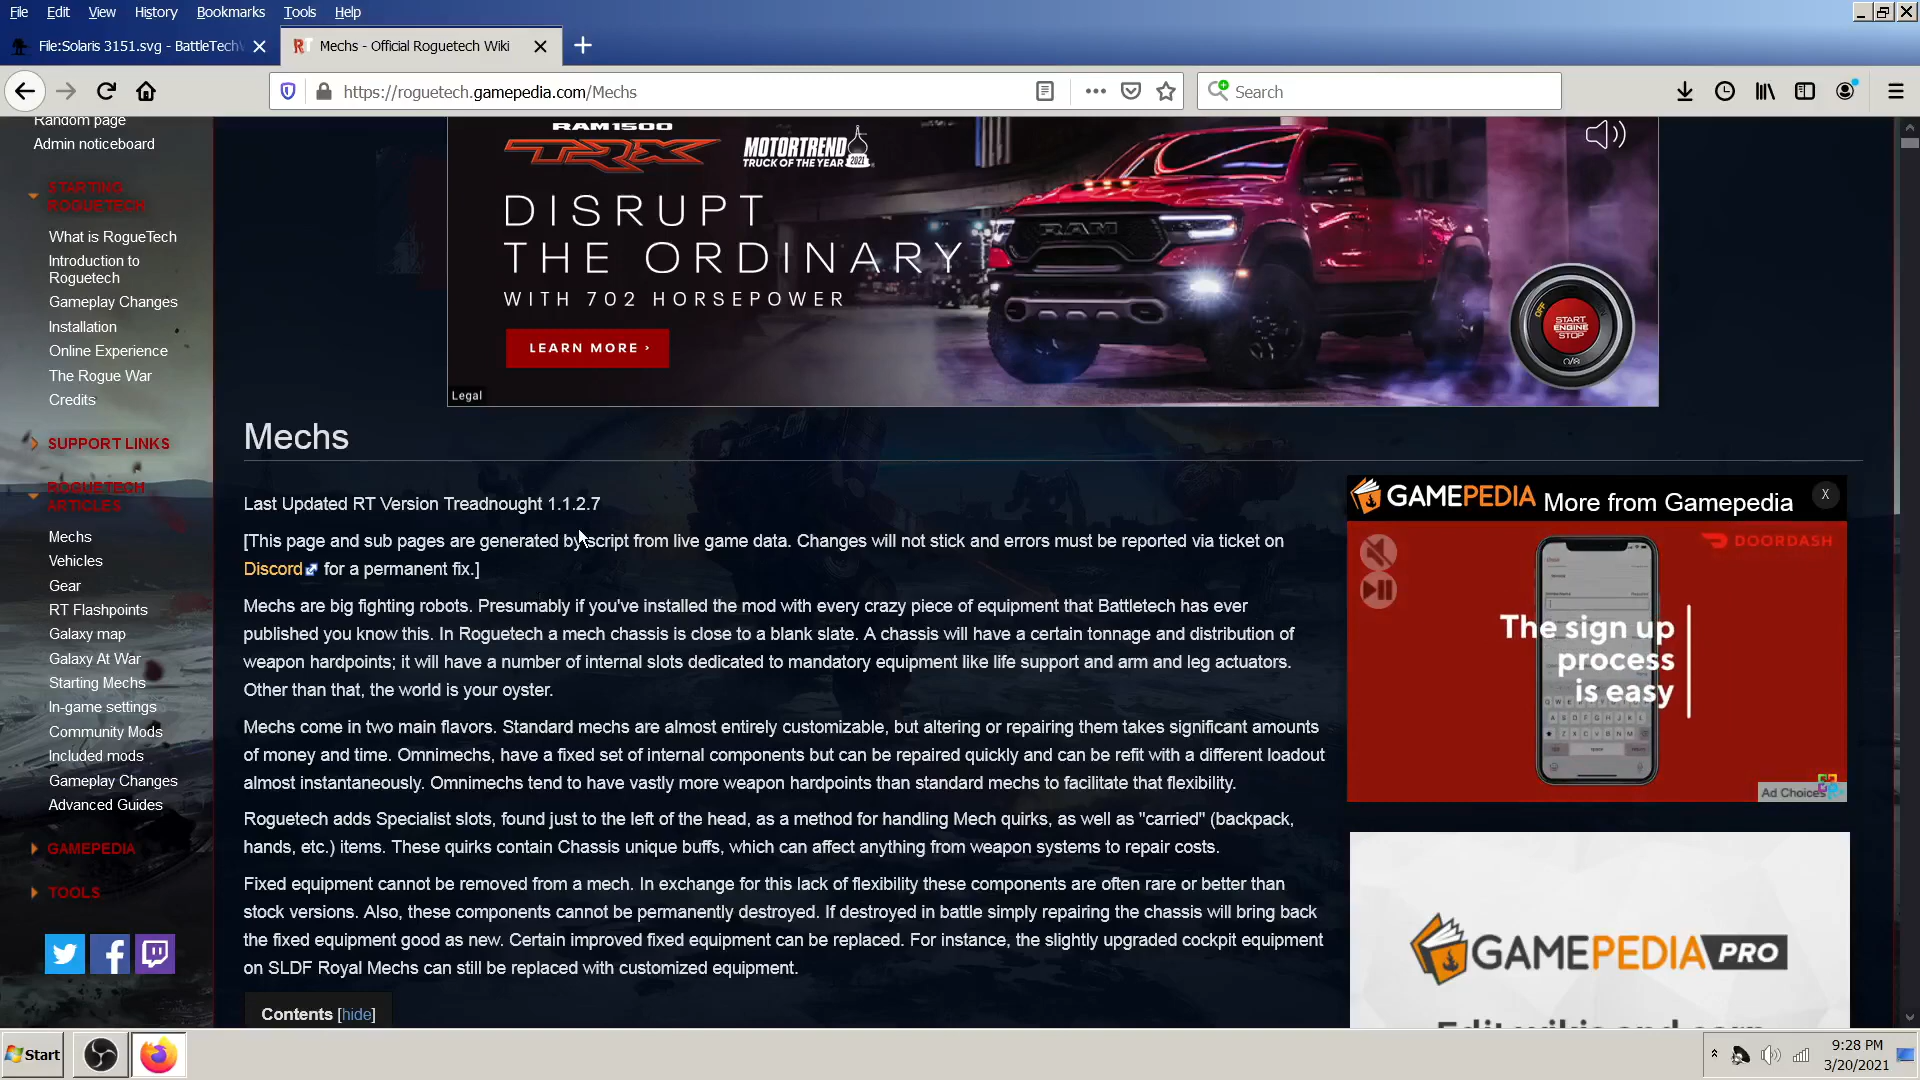 File Edit View History Bookmarks Tools Help
File:Solaris 3151.svg - BattleTechW
RT Mechs - Official Roguetech Wiki
https://roguetech.gamepedia.com/Mechs
Search
Random page
Admin noticeboard
STARTING
ROGUETECH
What is RogueTech
Introduction to
Roguetech
Gameplay Changes
Installation
Online Experience
The Rogue War
Credits
SUPPORT LINKS
ROGUETECH
ARTICLES
Mechs
Vehicles
Gear
RT Flashpoints
Galaxy map
Galaxy At War
Starting Mechs
In-game settings
Community Mods
Included mods
Gameplay Changes
Advanced Guides
GAMEPEDIA
TOOLS
RAM1500
TRX
MOTORTREND
TRUCK OF THE YEAR 2021
DISRUPT
THE ORDINARY
WITH 702 HORSEPOWER
LEARN MORE ›
Legal
RAM
OFF
START
ENGINE
STOP
Mechs
Last Updated RT Version Treadnought 1.1.2.7
[This page and sub pages are generated by script from live game data. Changes will not stick and errors must be reported via ticket on
Discord for a permanent fix.]
Mechs are big fighting robots. Presumably if you've installed the mod with every crazy piece of equipment that Battletech has ever
published you know this. In Roguetech a mech chassis is close to a blank slate. A chassis will have a certain tonnage and distribution of
weapon hardpoints; it will have a number of internal slots dedicated to mandatory equipment like life support and arm and leg actuators.
Other than that, the world is your oyster.
Mechs come in two main flavors. Standard mechs are almost entirely customizable, but altering or repairing them takes significant amounts
of money and time. Omnimechs, have a fixed set of internal components but can be repaired quickly and can be refit with a different loadout
almost instantaneously. Omnimechs tend to have vastly more weapon hardpoints than standard mechs to facilitate that flexibility.
Roguetech adds Specialist slots, found just to the left of the head, as a method for handling Mech quirks, as well as "carried" (backpack,
hands, etc.) items. These quirks contain Chassis unique buffs, which can affect anything from weapon systems to repair costs.
Fixed equipment cannot be removed from a mech. In exchange for this lack of flexibility these components are often rare or better than
stock versions. Also, these components cannot be permanently destroyed. If destroyed in battle simply repairing the chassis will bring back
the fixed equipment good as new. Certain improved fixed equipment can be replaced. For instance, the slightly upgraded cockpit equipment
on SLDF Royal Mechs can still be replaced with customized equipment.
Contents [hide]
GAMEPEDIA More from Gamepedia X
DOORDASH
The sign up
process
is easy
Ad Choices
GAMEPEDIA PRO
Edit wikis and earn
Start
9:28 PM
3/20/2021